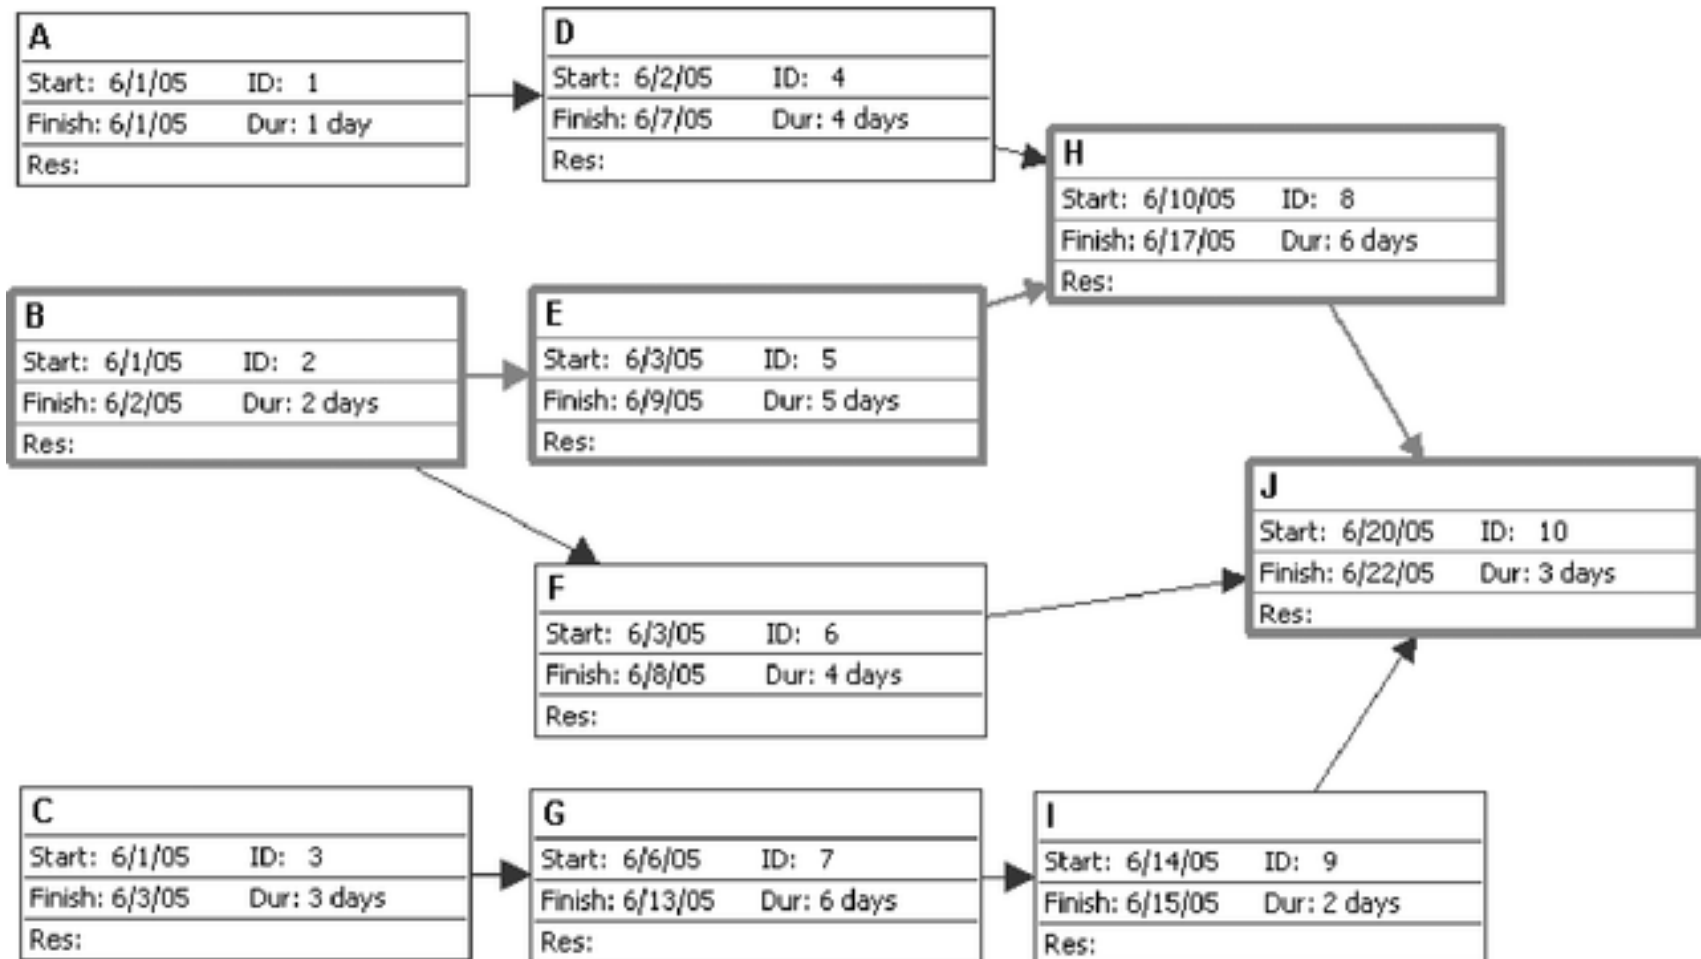 A
Start: 6/1/05 ID: 1
Finish: 6/1/05 Dur: 1 day
Res:
D
Start: 6/2/05 ID: 4
Finish: 6/7/05 Dur: 4 days
Res:
H
Start: 6/10/05 ID: 8
Finish: 6/17/05 Dur: 6 days
Res:
B
Start: 6/1/05 ID: 2
Finish: 6/2/05 Dur: 2 days
Res:
E
Start: 6/3/05 ID: 5
Finish: 6/9/05 Dur: 5 days
Res:
J
Start: 6/20/05 ID: 10
Finish: 6/22/05 Dur: 3 days
Res:
F
Start: 6/3/05 ID: 6
Finish: 6/8/05 Dur: 4 days
Res:
C
Start: 6/1/05 ID: 3
Finish: 6/3/05 Dur: 3 days
Res:
G
Start: 6/6/05 ID: 7
Finish: 6/13/05 Dur: 6 days
Res:
I
Start: 6/14/05 ID: 9
Finish: 6/15/05 Dur: 2 days
Res: